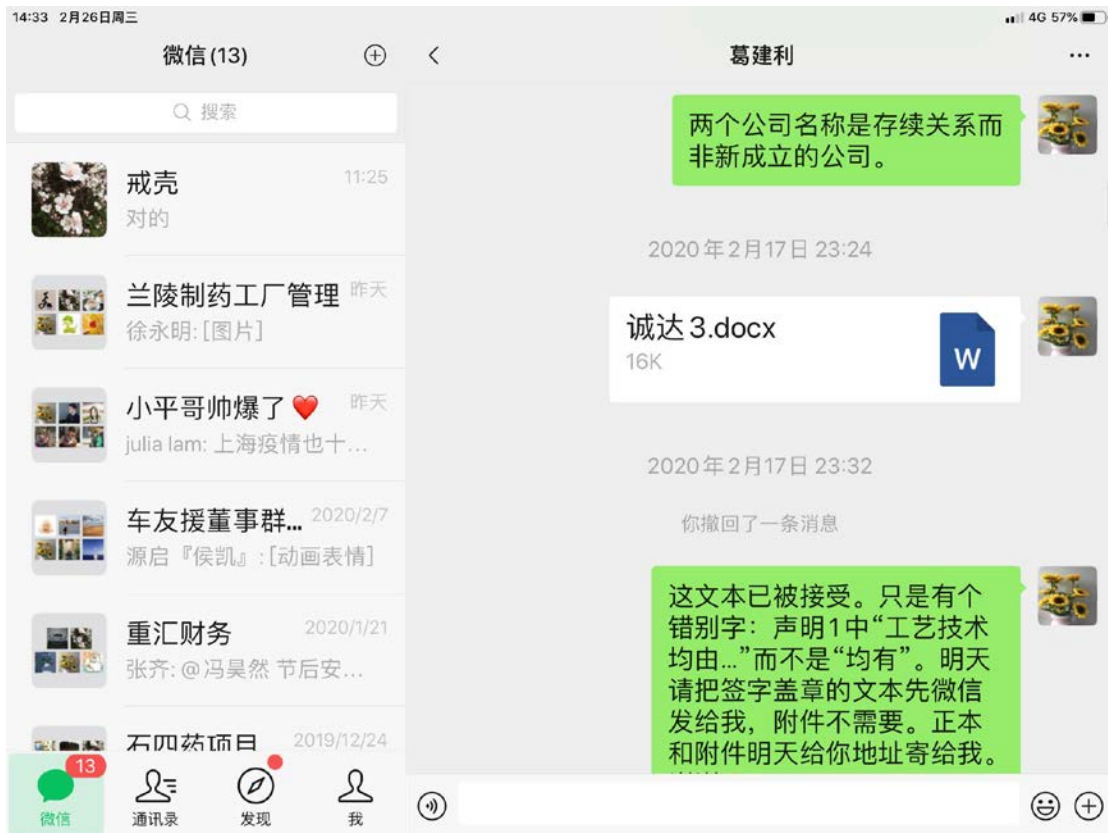 14:33 2月26日周三
4G 57%
微信(13)
搜索
戒壳 11:25
对的
兰陵制药工厂管理 昨天
徐永明:[图片]
小平哥帅爆了❤️ 昨天
julia lam: 上海疫情也十...
车友援董事群... 2020/2/7
源启『侯凯』:[动画表情]
重汇财务 2020/1/21
张齐:@冯昊然 节后安...
石四药项目 2019/12/24
13
微信
通讯录
发现
我
葛建利
两个公司名称是存续关系而
非新成立的公司。
2020年2月17日 23:24
诚达3.docx
16K
W
2020年2月17日 23:32
你撤回了一条消息
这文本已被接受。只是有个
错别字：声明1中“工艺技术
均由...”而不是“均有”。明天
请把签字盖章的文本先微信
发给我，附件不需要。正本
和附件明天给你地址寄给我。